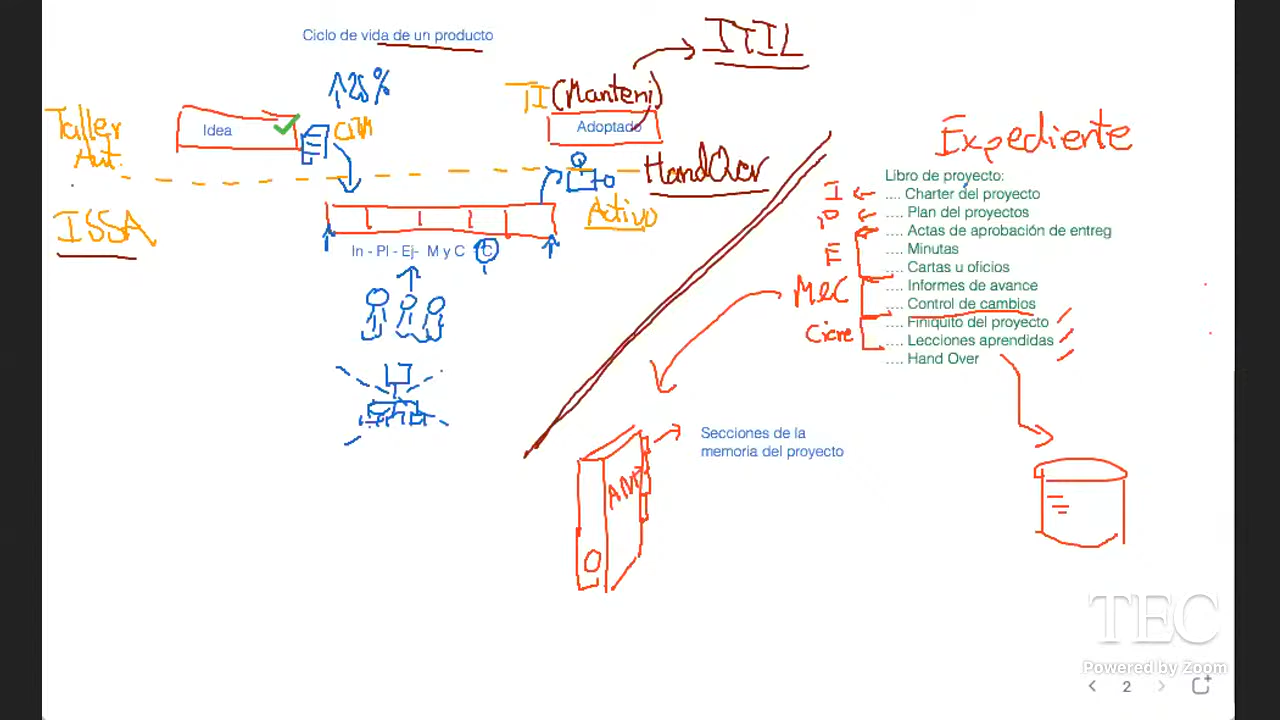 Ciclo de vida de un producto
ITIL
↑25%
TI (Manteni)
Taller
Aut.
Idea
Adoptado
Expediente
HandOver
Libro de proyecto:
I
.... Charter del proyecto
P
.... Plan del proyectos
ISSA
Activo
.... Actas de aprobación de entreg
E
.... Minutas
In - Pl - Ej- M y C - C
.... Cartas u oficios
MRC
.... Informes de avance
.... Control de cambios
Cierre
.... Finiquito del proyecto
.... Lecciones aprendidas
.... Hand Over
Secciones de la
memoria del proyecto
TEC
Powered by Zoom
2